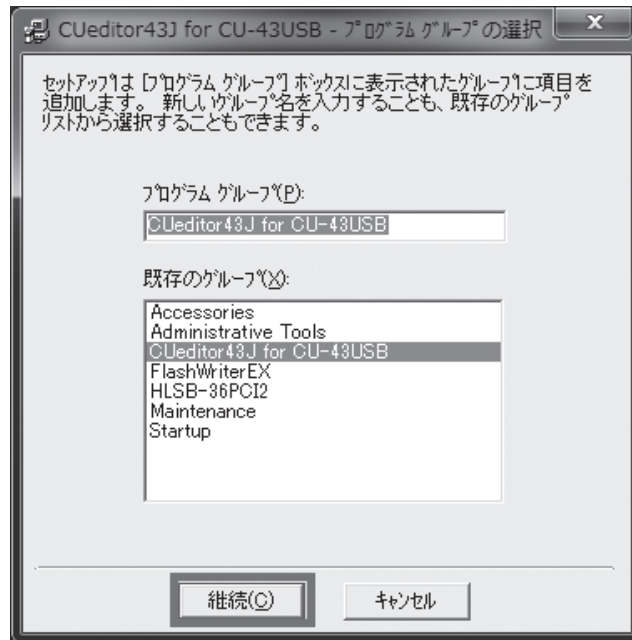 CUeditor43J for CU-43USB - ﾌﾟﾛｸﾞﾗﾑ ｸﾞﾙｰﾌﾟの選択
ｾｯﾄｱｯﾌﾟは [ﾌﾟﾛｸﾞﾗﾑ ｸﾞﾙｰﾌﾟ] ﾎﾞｯｸｽに表示されたｸﾞﾙｰﾌﾟに項目を
追加します。 新しいｸﾞﾙｰﾌﾟ名を入力することも、既存のｸﾞﾙｰﾌﾟ
ﾘｽﾄから選択することもできます。
ﾌﾟﾛｸﾞﾗﾑ ｸﾞﾙｰﾌﾟ(P):
CUeditor43J for CU-43USB
既存のｸﾞﾙｰﾌﾟ(X):
Accessories
Administrative Tools
CUeditor43J for CU-43USB
FlashWriterEX
HLSB-36PCI2
Maintenance
Startup
継続(C)
ｷｬﾝｾﾙ